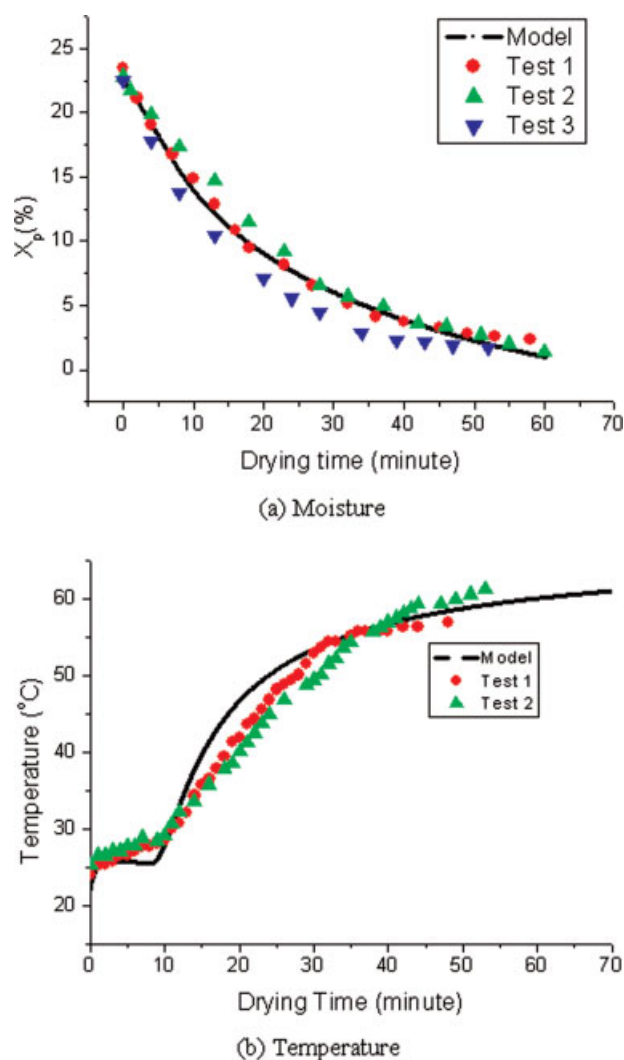 25
20
15
10
5
0
X_p(%)
Model
Test 1
Test 2
Test 3
0 10 20 30 40 50 60 70
Drying time (minute)
(a) Moisture
60
50
40
30
20
Temperature (°C)
Model
Test 1
Test 2
0 10 20 30 40 50 60 70
Drying Time (minute)
(b) Temperature